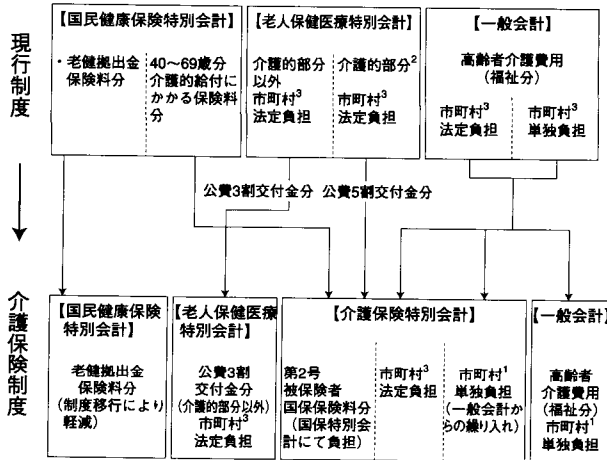 現行制度
【国民健康保険特別会計】
・老健拠出金
保険料分
40～69歳分
介護的給付に
かかる保険料
分
【老人保健医療特別会計】
介護的部分
以外
市町村3
法定負担
介護的部分2
市町村3
法定負担
【一般会計】
高齢者介護費用
(福祉分)
市町村3
法定負担
市町村3
単独負担
公費3割交付金分
公費5割交付金分
介護保険制度
【国民健康保険
特別会計】
老健拠出金
保険料分
(制度移行により
軽減)
【老人保健医療
特別会計】
公費3割
交付金分
(介護的部分以外)
市町村3
法定負担
【介護保険特別会計】
第2号
被保険者
国保保険料分
(国保特別会
計にて負担)
市町村3
法定負担
市町村1
単独負担
(一般会計か
らの繰り入れ)
【一般会計】
高齢者
介護費用
(福祉分)
市町村1
単独負担